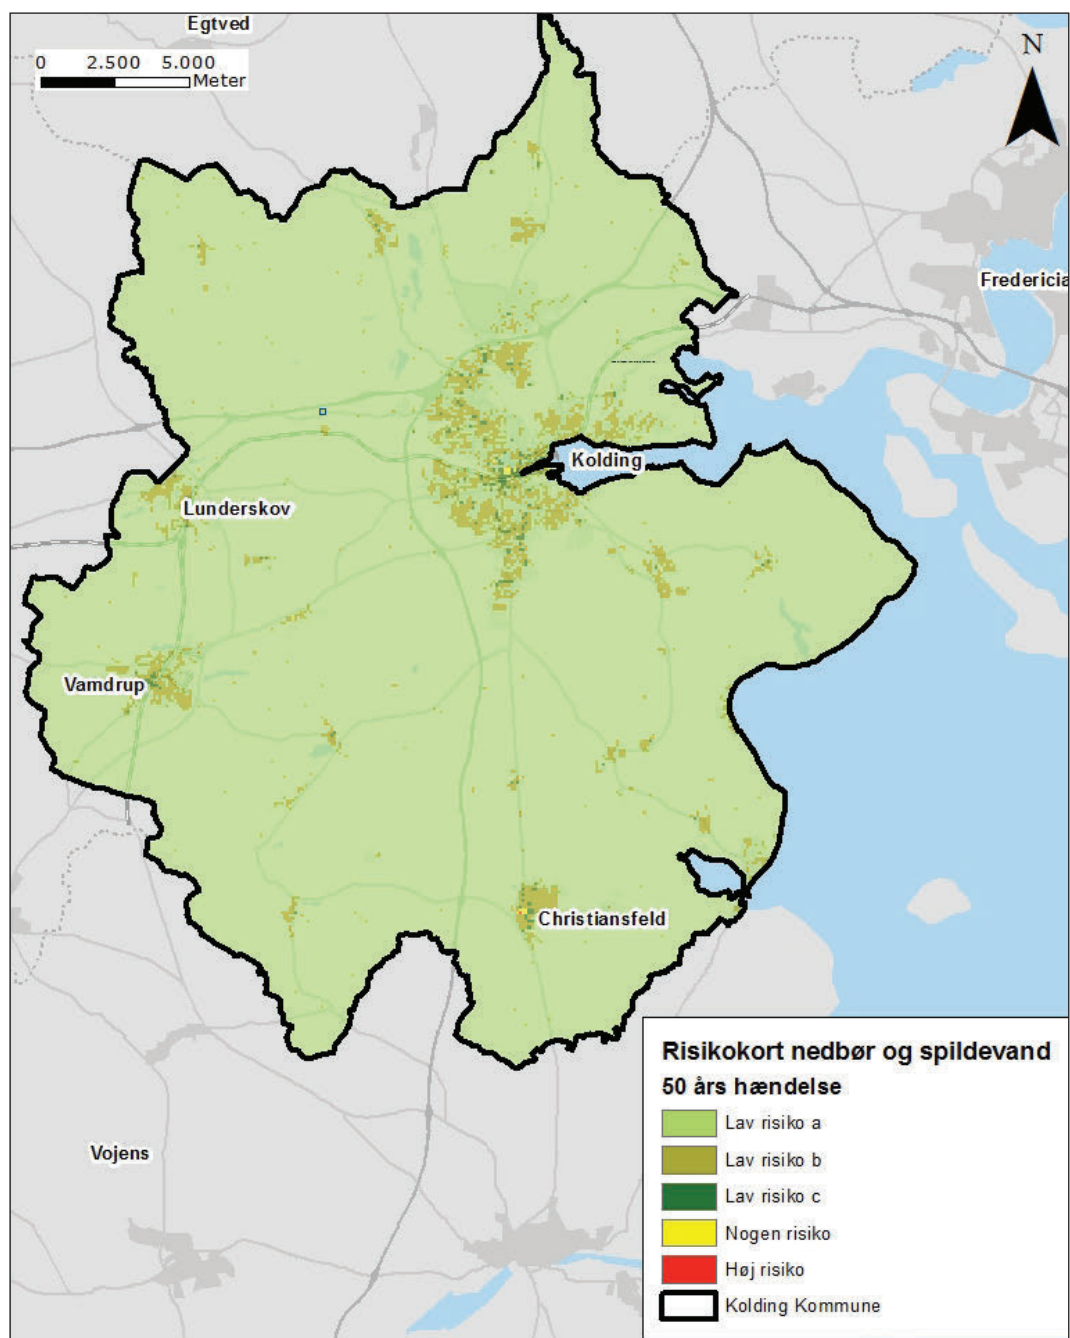 Egtved
0 2.500 5.000
Meter
N
Fredericia
Kolding
Lunderskov
Vamdrup
Christiansfeld
Vojens
Risikokort nedbør og spildevand
50 års hændelse
Lav risiko a
Lav risiko b
Lav risiko c
Nogen risiko
Høj risiko
Kolding Kommune